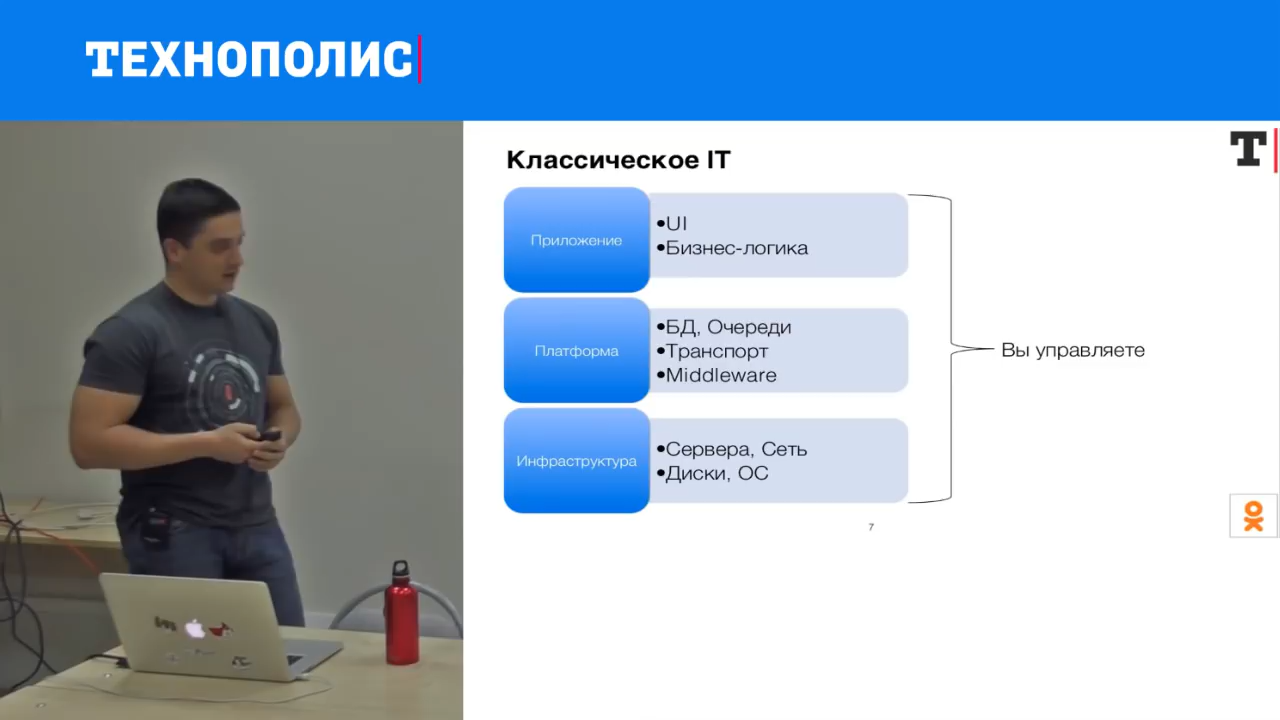 ТЕХНОПОЛИС
Классическое IT
Т
Приложение
•UI
•Бизнес-логика
Платформа
•БД, Очереди
•Транспорт
•Middleware
Вы управляете
Инфраструктура
•Сервера, Сеть
•Диски, ОС
7